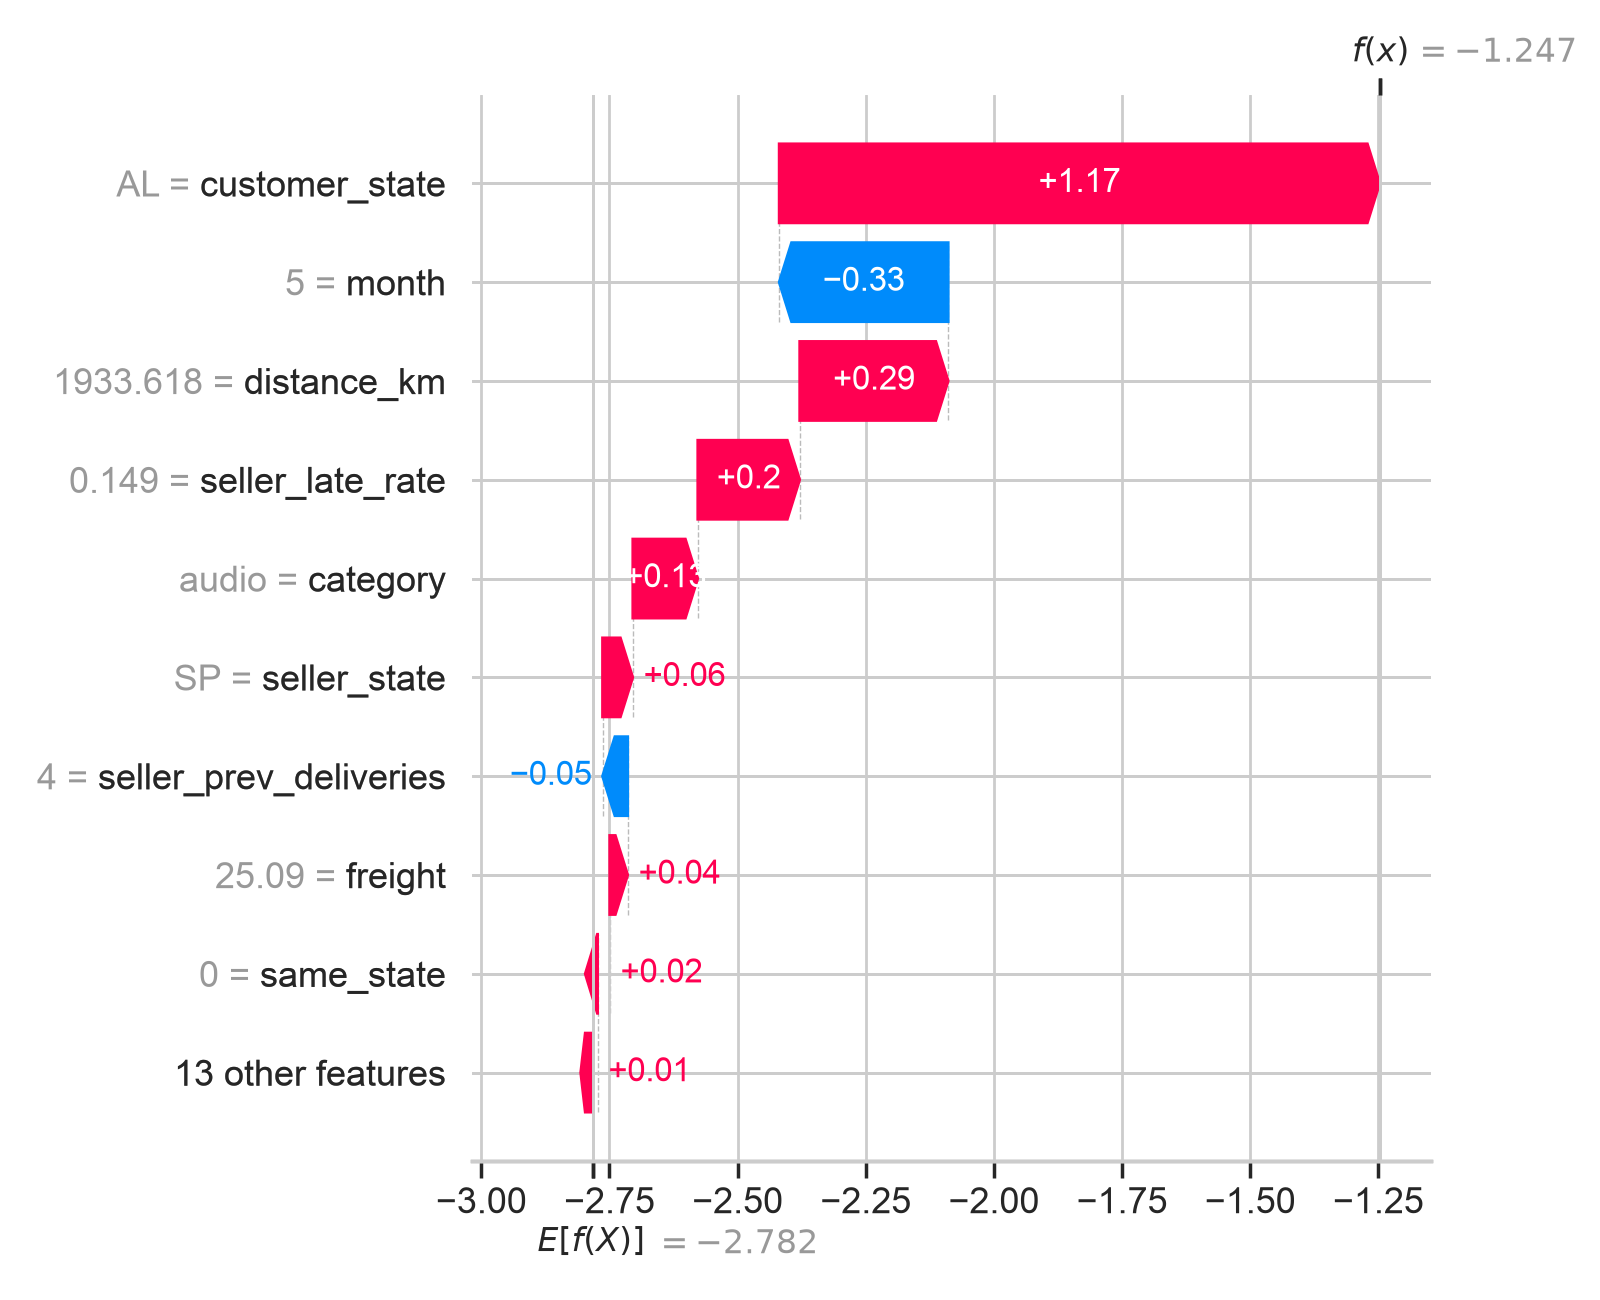 f(x) = −1.247
AL = customer_state
+1.17
5 = month
−0.33
1933.618 = distance_km
+0.29
0.149 = seller_late_rate
+0.2
audio = category
+0.13
SP = seller_state
+0.06
4 = seller_prev_deliveries
−0.05
25.09 = freight
+0.04
0 = same_state
+0.02
13 other features
+0.01
−3.00 −2.75 −2.50 −2.25 −2.00 −1.75 −1.50 −1.25
E[f(X)] = −2.782